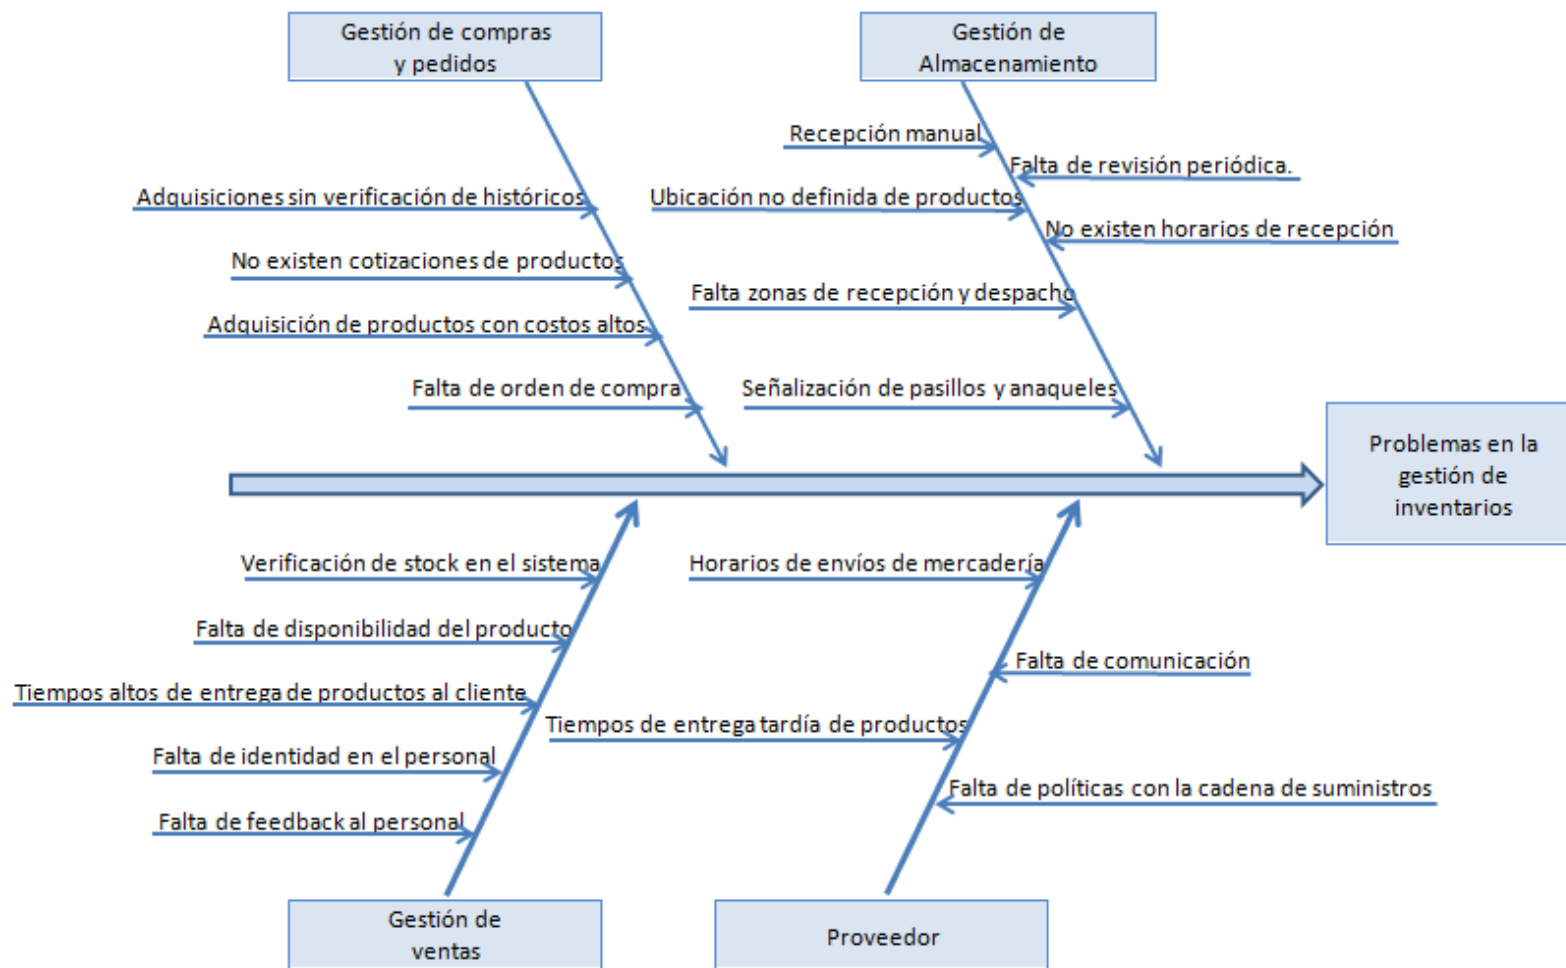 Gestión de compras
y pedidos
Gestión de
Almacenamiento
Recepción manual
Falta de revisión periódica.
Adquisiciones sin verificación de históricos
Ubicación no definida de productos
No existen horarios de recepción
No existen cotizaciones de productos
Falta zonas de recepción y despacho
Adquisición de productos con costos altos
Falta de orden de compra
Señalización de pasillos y anaqueles
Problemas en la
gestión de
inventarios
Verificación de stock en el sistema
Horarios de envíos de mercadería
Falta de disponibilidad del producto
Falta de comunicación
Tiempos altos de entrega de productos al cliente
Tiempos de entrega tardía de productos
Falta de identidad en el personal
Falta de políticas con la cadena de suministros
Falta de feedback al personal
Gestión de
ventas
Proveedor